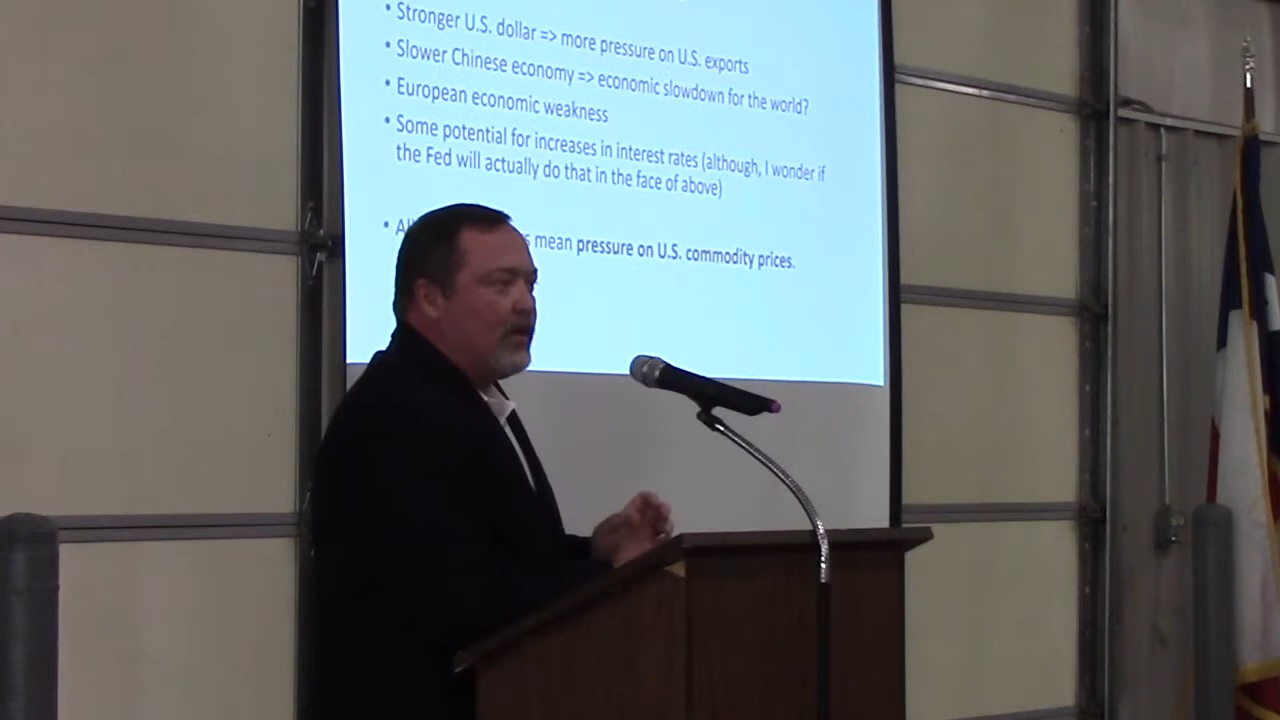 • Stronger U.S. dollar => more pressure on U.S. exports
• Slower Chinese economy => economic slowdown for the world?
• European economic weakness
• Some potential for increases in interest rates (although, I wonder if
the Fed will actually do that in the face of above)
• mean pressure on U.S. commodity prices.